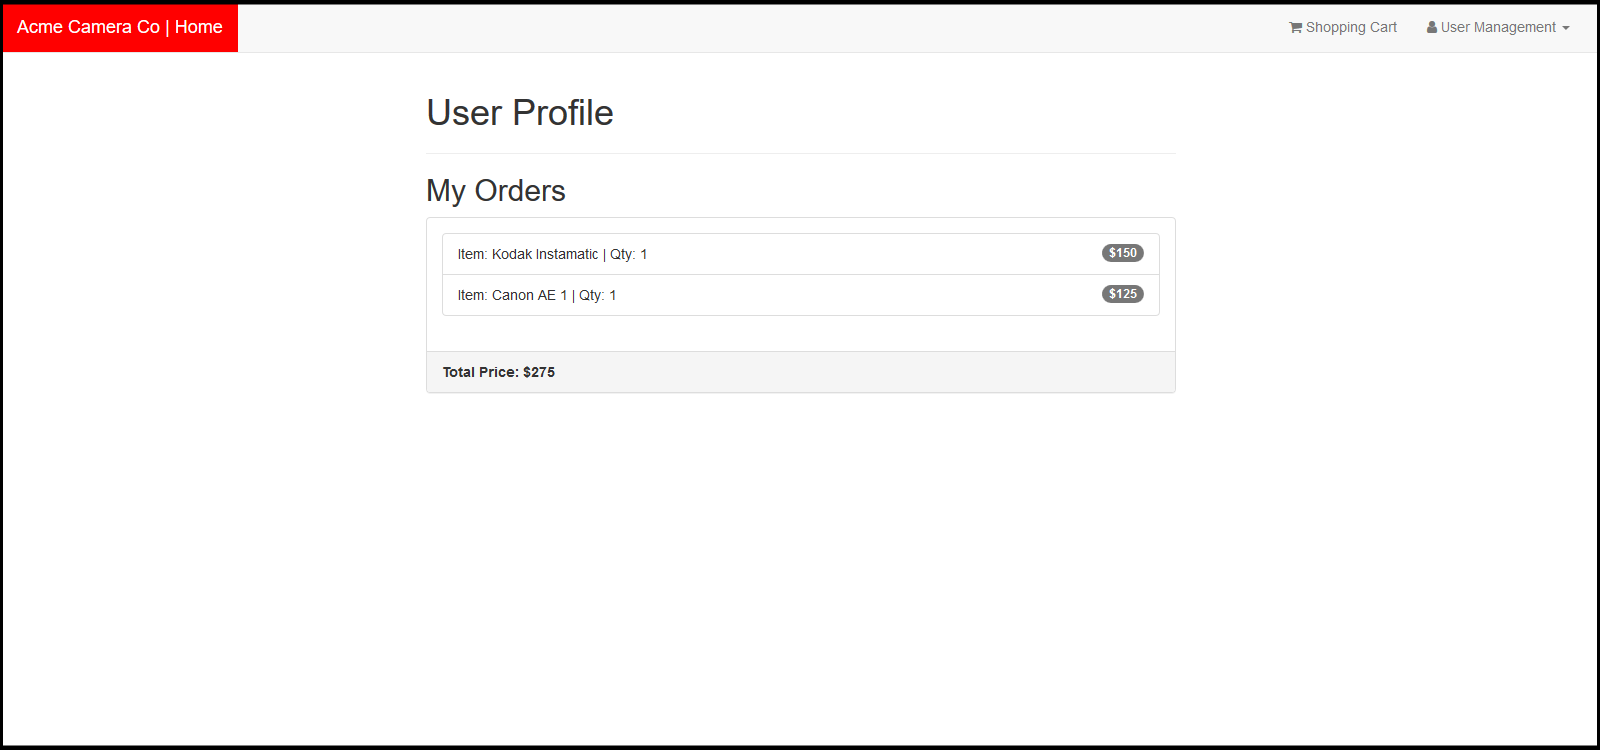 Acme Camera Co | Home
Shopping Cart
User Management
User Profile
My Orders
Item: Kodak Instamatic | Qty: 1
$150
Item: Canon AE 1 | Qty: 1
$125
Total Price: $275